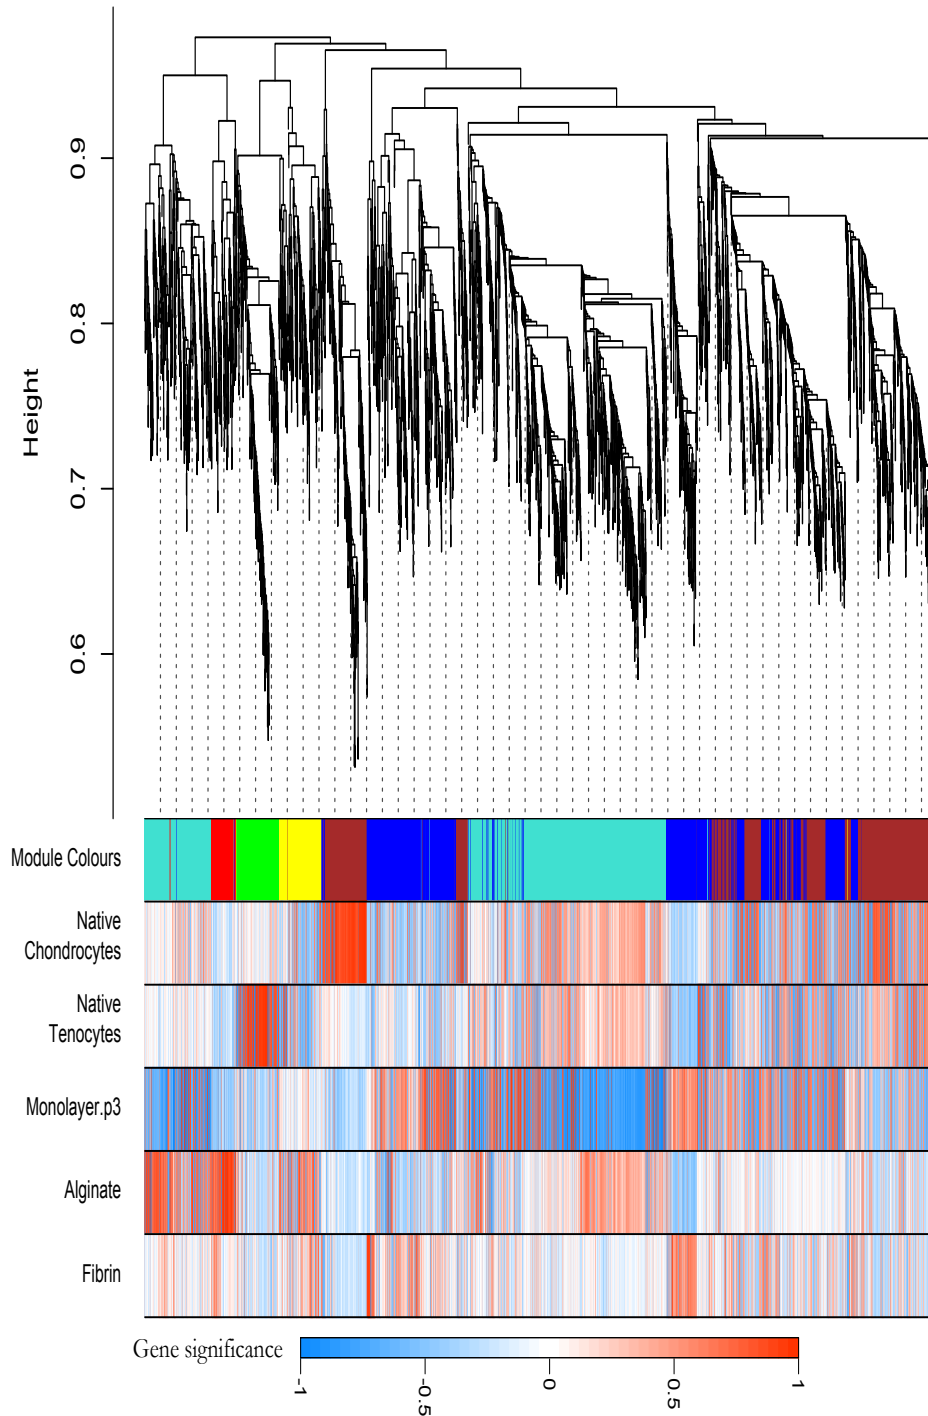 Height
0.9
0.8
0.7
0.6
Module Colours
Native
Chondrocytes
Native
Tenocytes
Monolayer.p3
Alginate
Fibrin
Gene significance
-1
-0.5
0
0.5
1